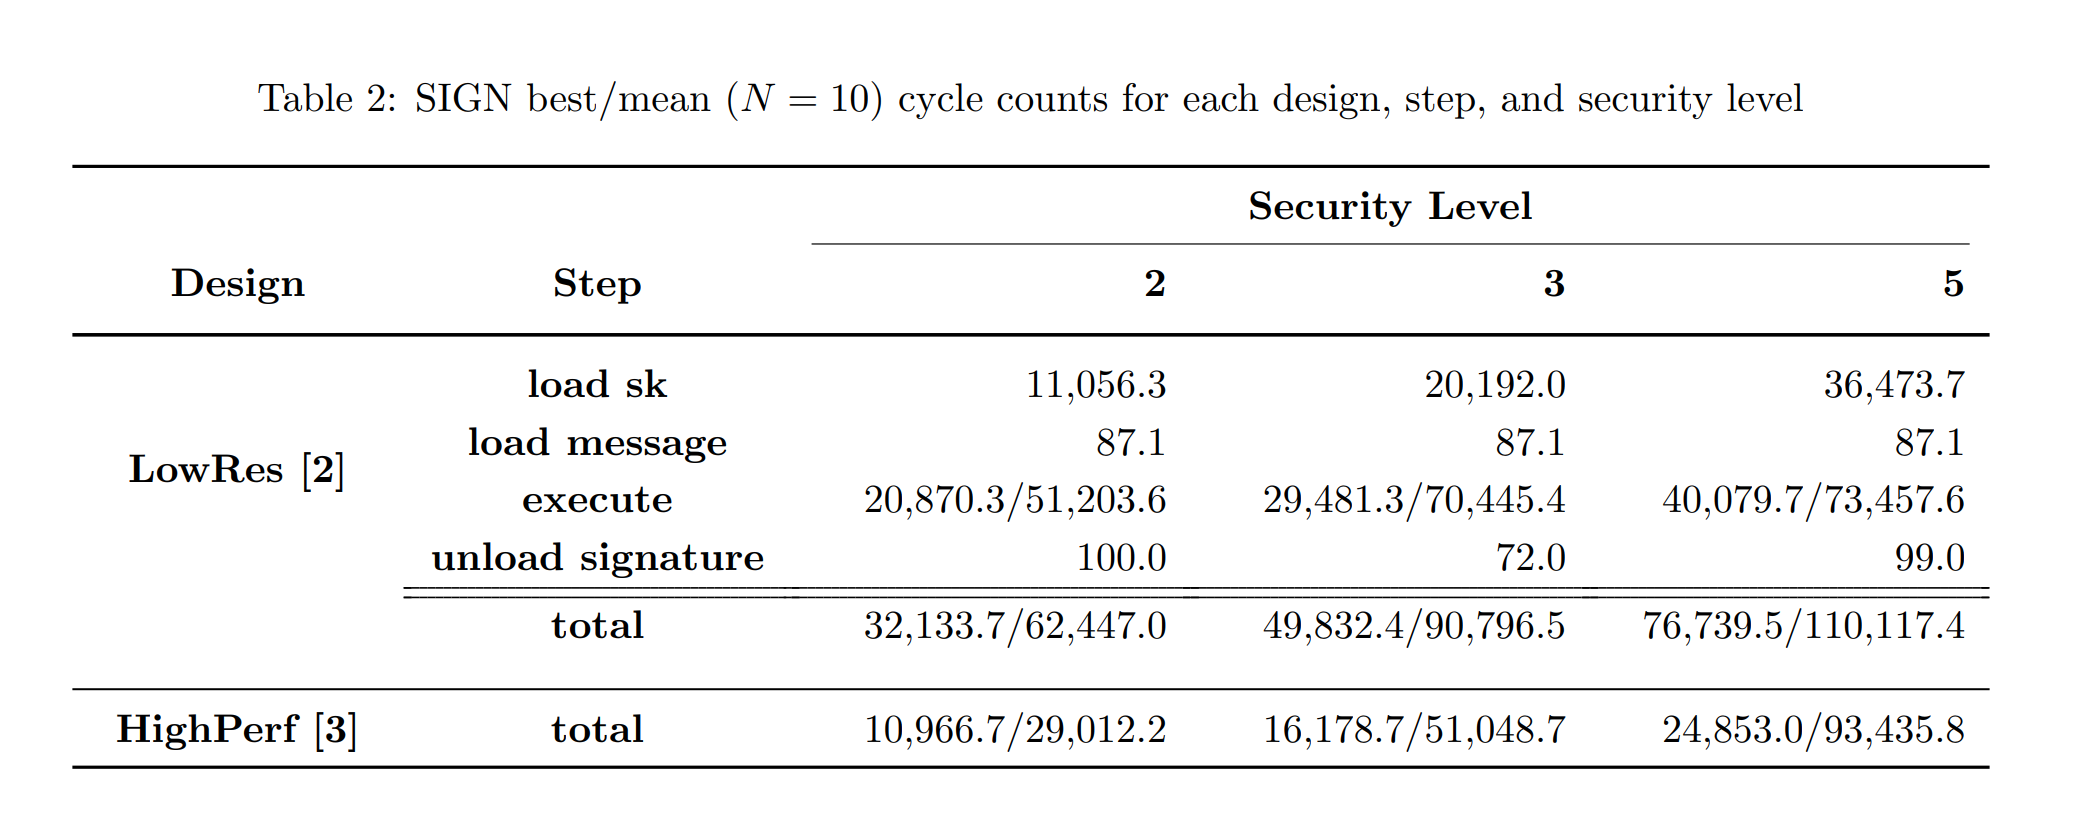 Table 2: SIGN best/mean (N = 10) cycle counts for each design, step, and security level
Security Level
Design Step 2 3 5
load sk 11,056.3 20,192.0 36,473.7
load message 87.1 87.1 87.1
LowRes [2]
execute 20,870.3/51,203.6 29,481.3/70,445.4 40,079.7/73,457.6
unload signature 100.0 72.0 99.0
total 32,133.7/62,447.0 49,832.4/90,796.5 76,739.5/110,117.4
HighPerf [3] total 10,966.7/29,012.2 16,178.7/51,048.7 24,853.0/93,435.8